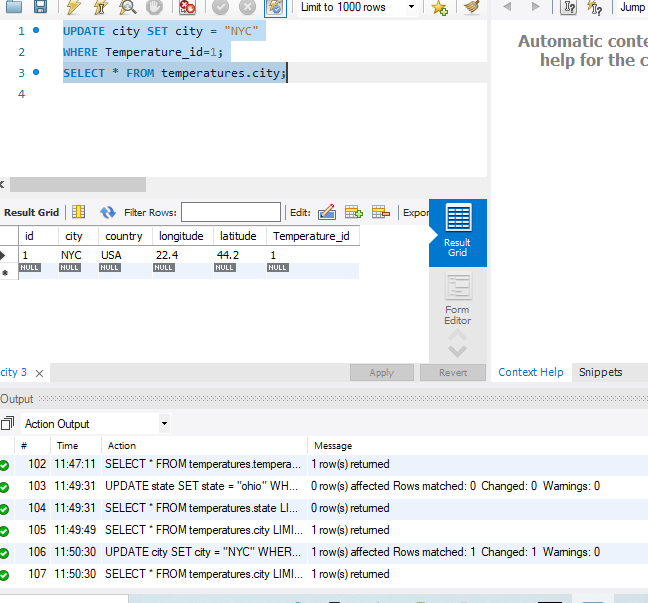 Limit to 1000 rows
Jump
1 UPDATE city SET city = "NYC"
2 WHERE Temperature_id=1;
3 SELECT * FROM temperatures.city;
4
Automatic conte
help for the c
Result Grid Filter Rows: Edit: Expor
id city country longitude latitude Temperature_id
1 NYC USA 22.4 44.2 1
NULL NULL NULL NULL NULL NULL
Result
Grid
Form
Editor
city 3
Apply Revert
Context Help Snippets
Output
Action Output
# Time Action Message
102 11:47:11 SELECT * FROM temperatures.tempera... 1 row(s) returned
103 11:49:31 UPDATE state SET state = "ohio" WH... 0 row(s) affected Rows matched: 0 Changed: 0 Warnings: 0
104 11:49:31 SELECT * FROM temperatures.state LI... 0 row(s) returned
105 11:49:49 SELECT * FROM temperatures.city LIMI... 1 row(s) returned
106 11:50:30 UPDATE city SET city = "NYC" WHER... 1 row(s) affected Rows matched: 1 Changed: 1 Warnings: 0
107 11:50:30 SELECT * FROM temperatures.city LIMI... 1 row(s) returned